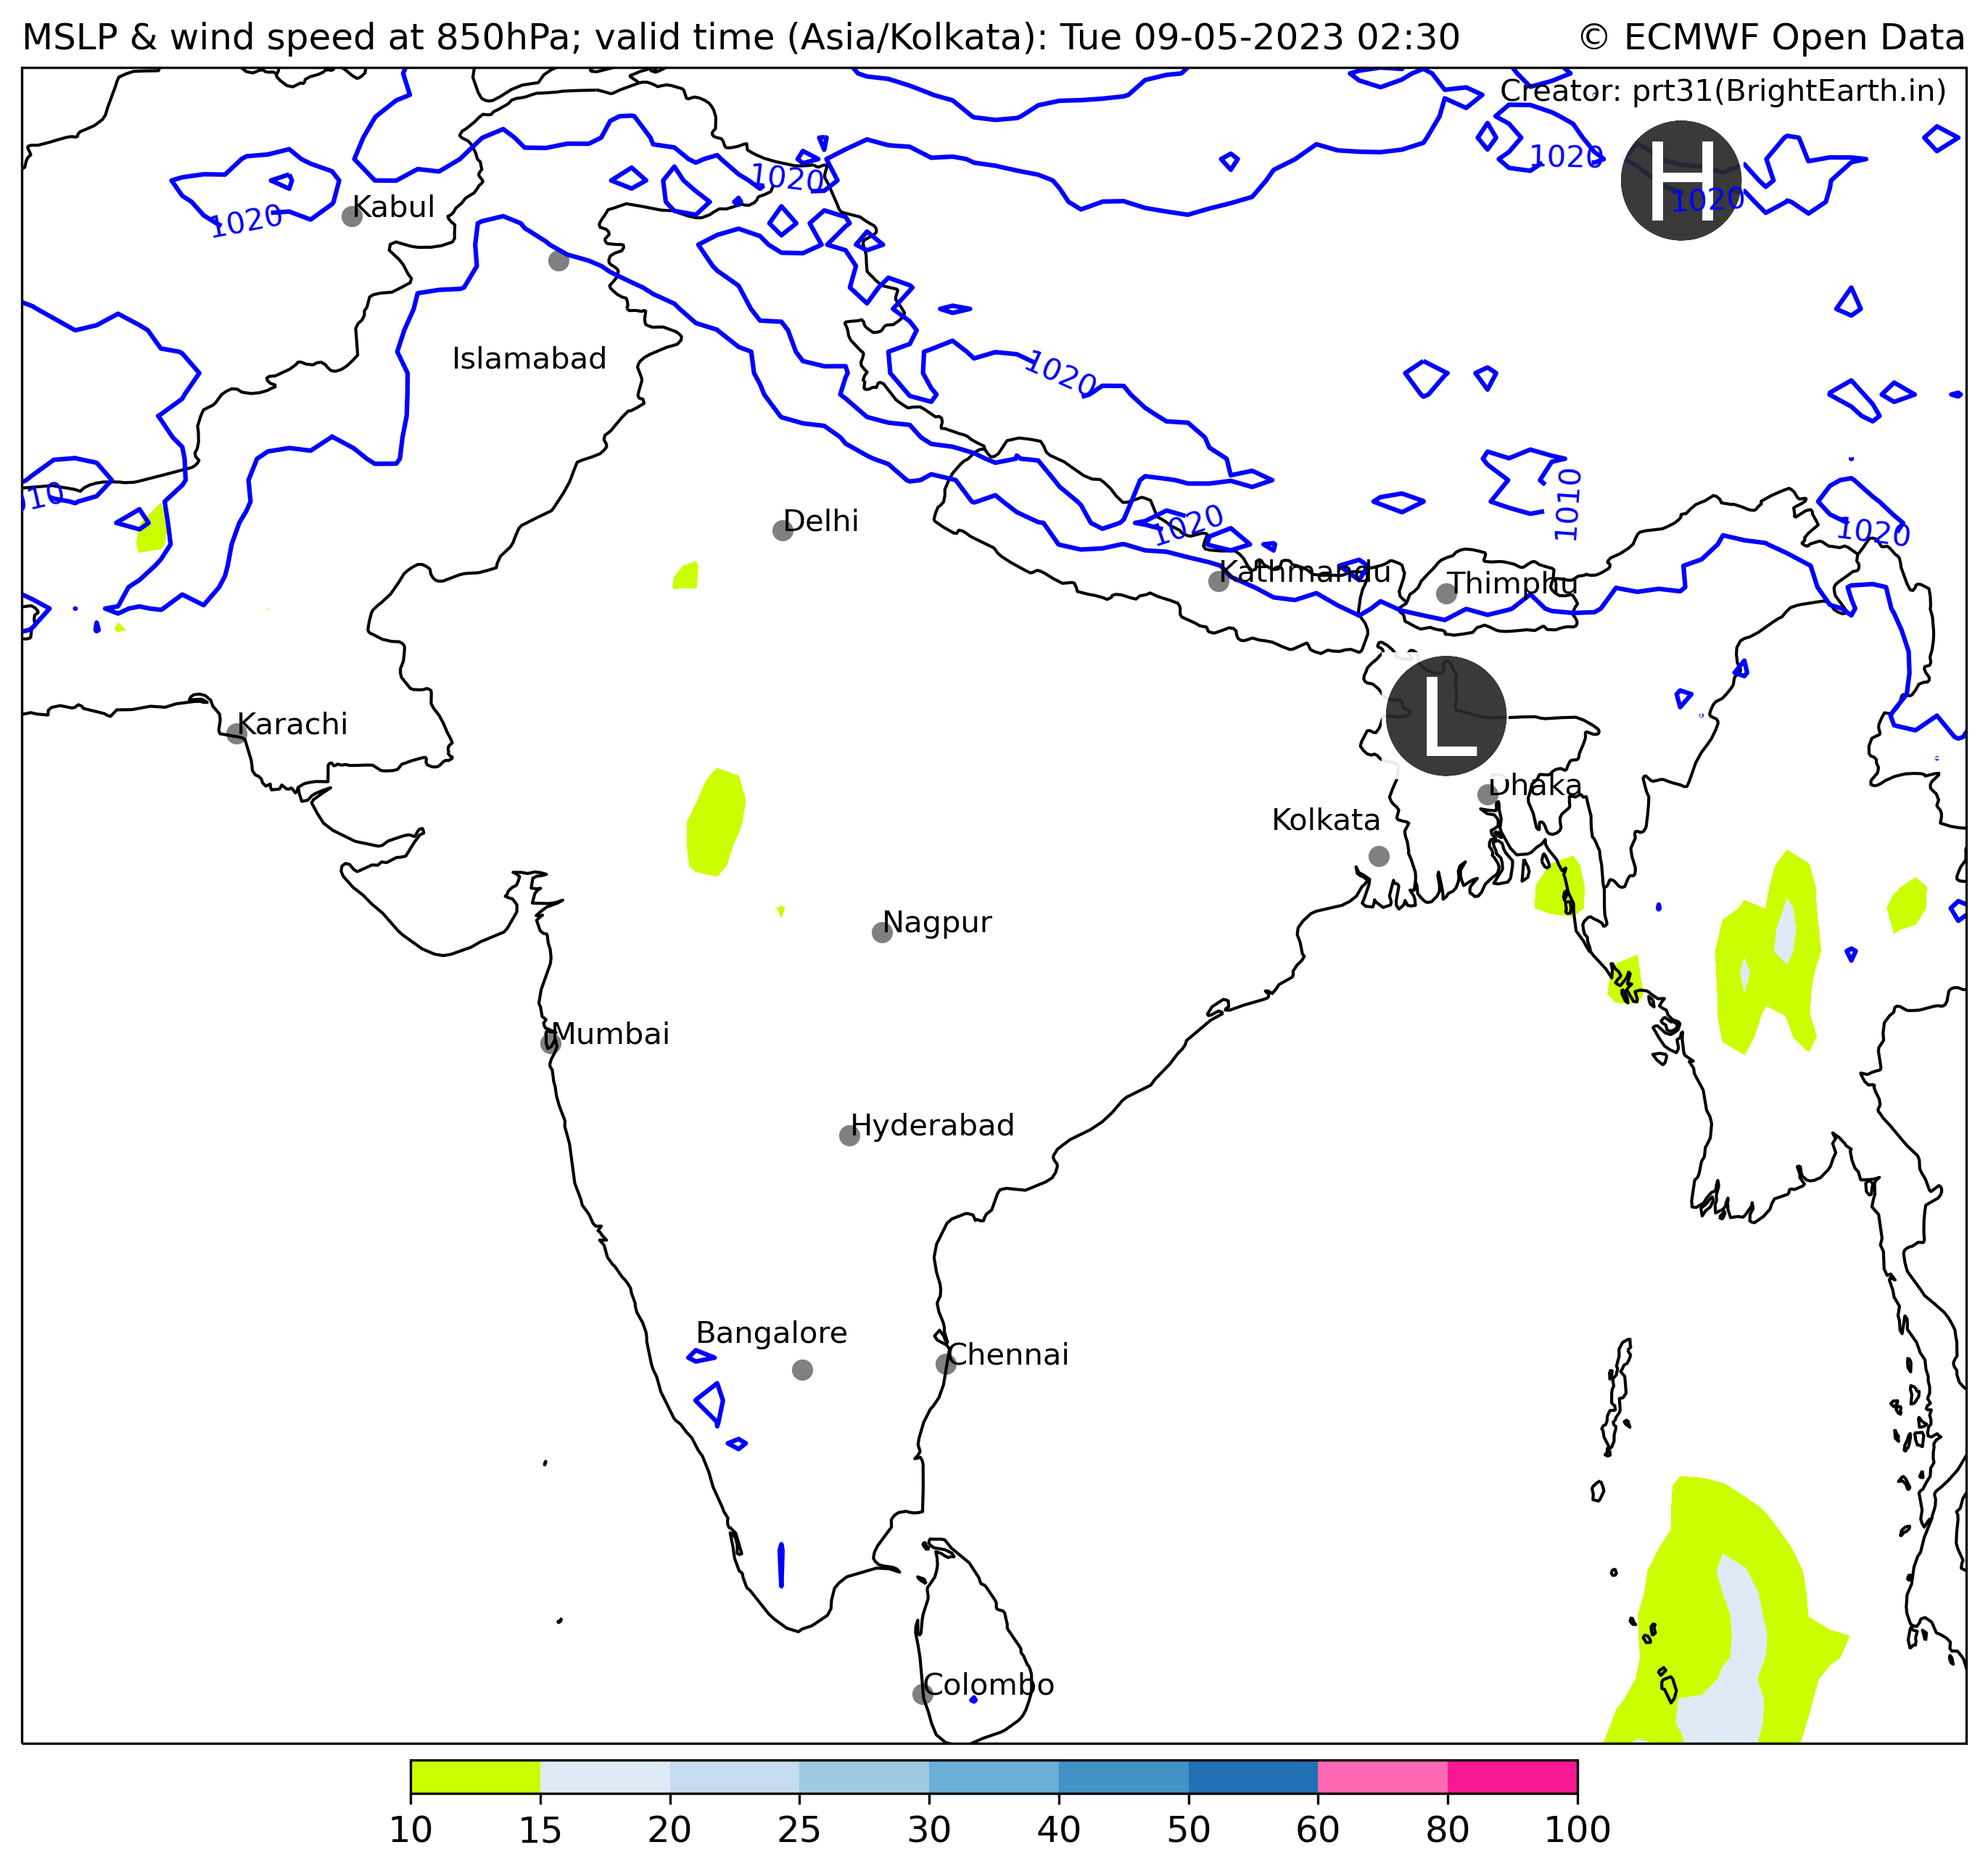 MSLP & wind speed at 850hPa; valid time (Asia/Kolkata): Tue 09-05-2023 02:30
© ECMWF Open Data
Creator: prt31(BrightEarth.in)
H
1020
1020
1020
1020
Kabul
Islamabad
1020
1010
1010
1020
1020
Delhi
Kathmandu
Thimphu
L
Karachi
Dhaka
Kolkata
Nagpur
Mumbai
Hyderabad
Bangalore
Chennai
Colombo
10 15 20 25 30 40 50 60 80 100